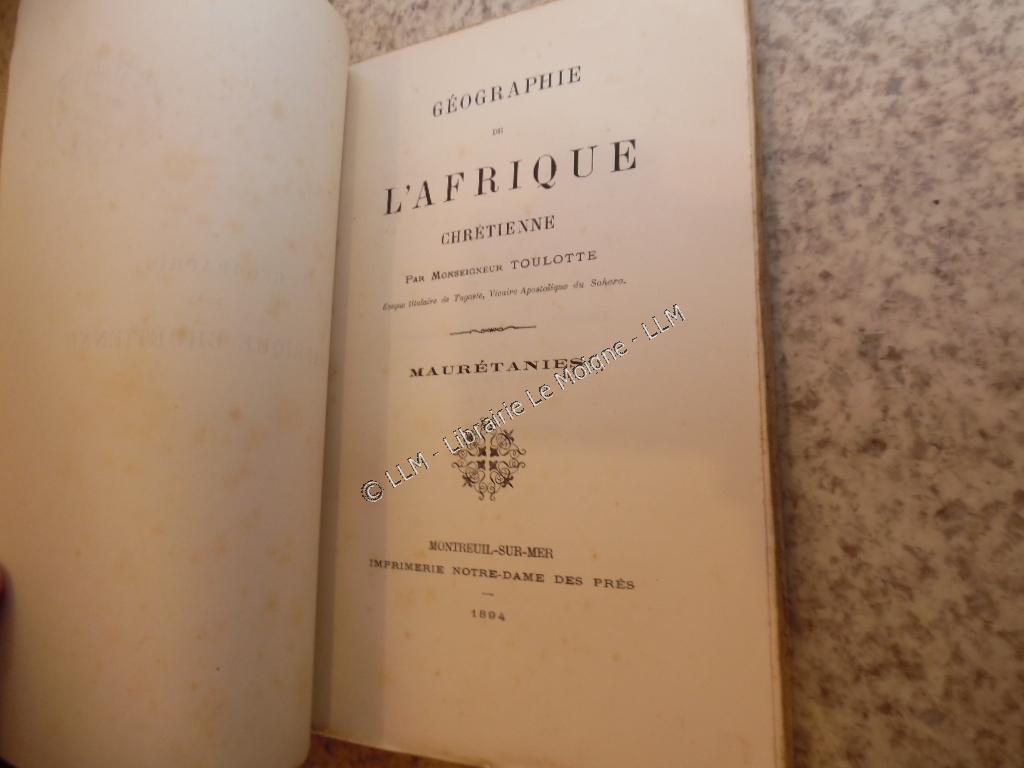 GÉOGRAPHIE
DE
L'AFRIQUE
CHRÉTIENNE
PAR MONSEIGNEUR TOULOTTE
Evêque titulaire de Tagaste, Vicaire Apostolique du Sahara.
MAURÉTANIES
© LLM - Librairie Le Moigne - LLM
MONTREUIL-SUR-MER
IMPRIMERIE NOTRE-DAME DES PRÉS
1894